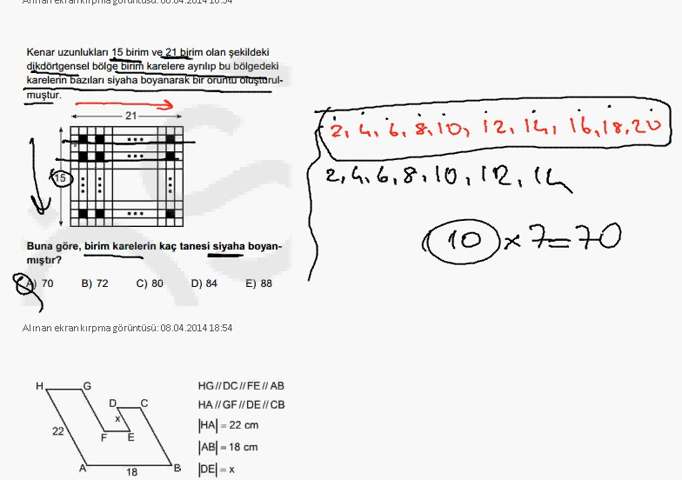 Alınan ekran kırpma görüntüsü: 08.04.2014 18:54
Kenar uzunlukları 15 birim ve 21 birim olan şekildeki
dikdörtgensel bölge birim karelere ayrılıp bu bölgedeki
karelerin bazıları siyaha boyanarak bir örüntü oluşturul-
muştur.
21
15
2, 4, 6, 8, 10, 12, 14, 16, 18, 20
2, 4, 6, 8, 10, 12, 14
10 x 7 = 70
Buna göre, birim karelerin kaç tanesi siyaha boyan-
mıştır?
A) 70 B) 72 C) 80 D) 84 E) 88
Alınan ekran kırpma görüntüsü: 08.04.2014 18:54
H G D C x F E 22 A 18 B
HG//DC//FE//AB
HA//GF//DE//CB
|HA| = 22 cm
|AB| = 18 cm
|DE| = x